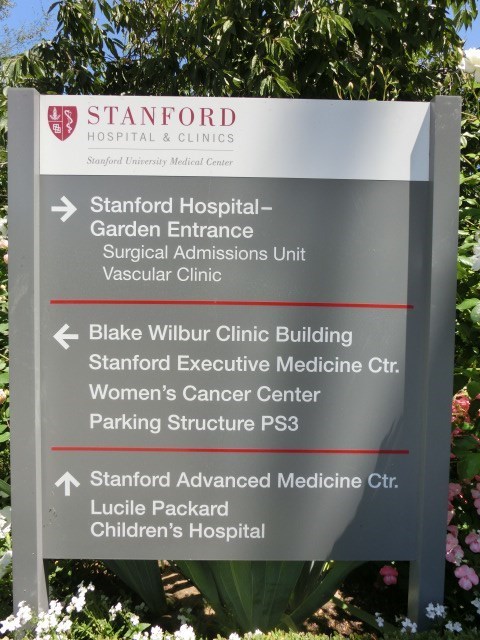 STANFORD
HOSPITAL & CLINICS
Stanford University Medical Center
Stanford Hospital–
Garden Entrance
Surgical Admissions Unit
Vascular Clinic
Blake Wilbur Clinic Building
Stanford Executive Medicine Ctr.
Women's Cancer Center
Parking Structure PS3
Stanford Advanced Medicine Ctr.
Lucile Packard
Children's Hospital